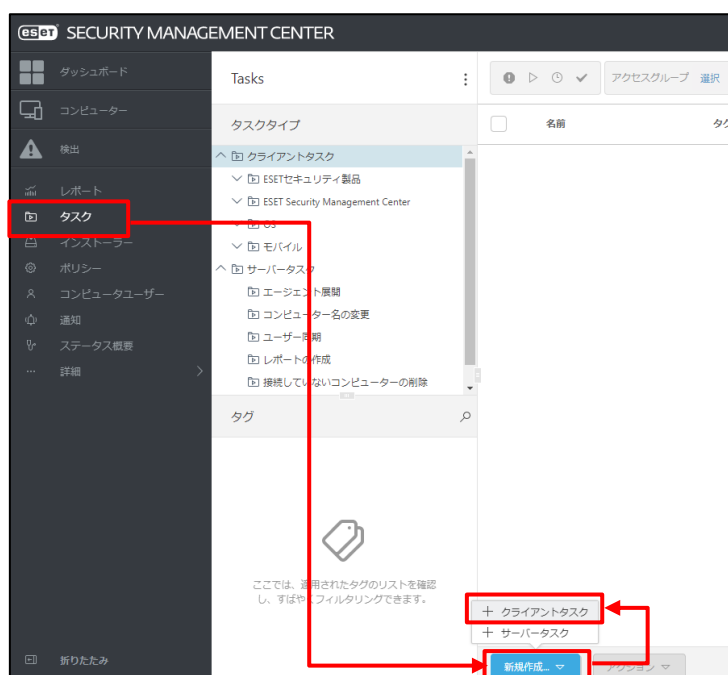 eset SECURITY MANAGEMENT CENTER
ダッシュボード
コンピューター
検出
レポート
タスク
インストーラー
ポリシー
コンピュータユーザー
通知
ステータス概要
詳細
折りたたみ
Tasks
タスクタイプ
クライアントタスク
ESETセキュリティ製品
ESET Security Management Center
OS
モバイル
サーバータスク
エージェント展開
コンピューター名の変更
ユーザー同期
レポートの作成
接続していないコンピューターの削除
タグ
ここでは、適用されたタグのリストを確認
し、すばやくフィルタリングできます。
アクセスグループ 選択
名前
タグ
+ クライアントタスク
+ サーバータスク
新規作成...
アクション